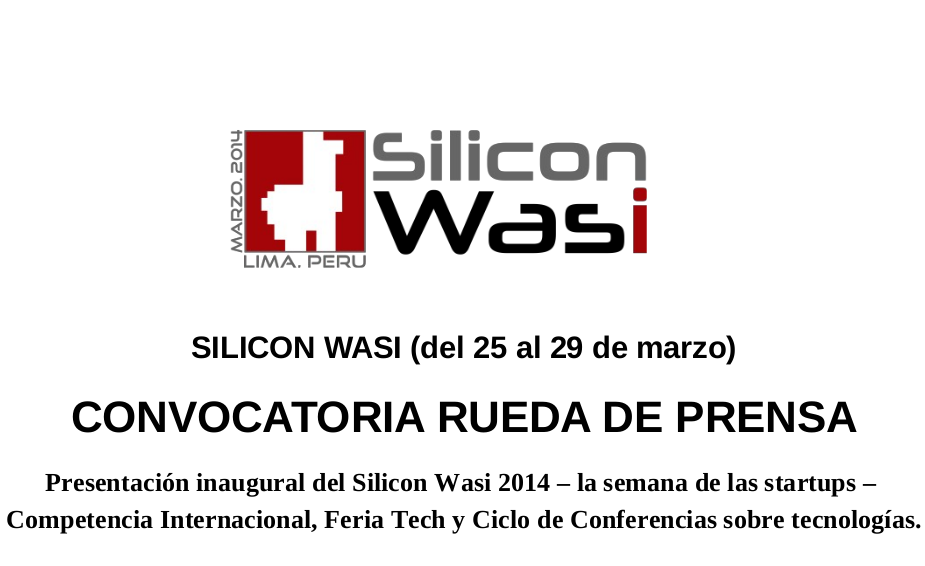 MARZO. 2014
LIMA. PERU
Silicon
Wasi
SILICON WASI (del 25 al 29 de marzo)
CONVOCATORIA RUEDA DE PRENSA
Presentación inaugural del Silicon Wasi 2014 – la semana de las startups –
Competencia Internacional, Feria Tech y Ciclo de Conferencias sobre tecnologías.